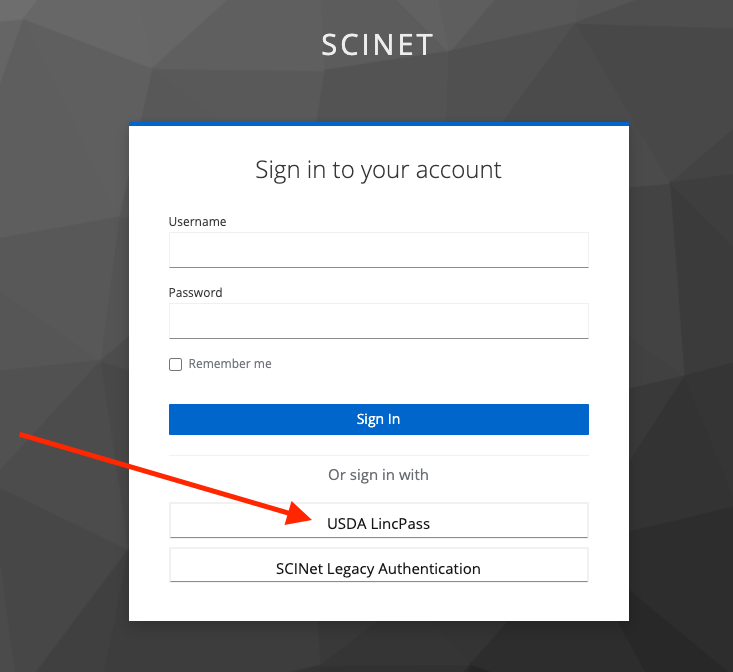 SCINET
Sign in to your account
Username
Password
Remember me
Sign In
Or sign in with
USDA LincPass
SCINet Legacy Authentication